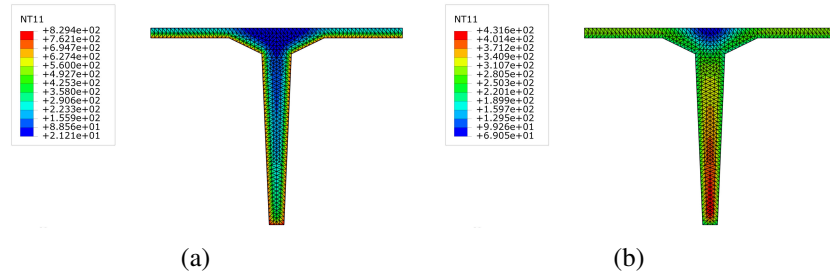 NT11
+8.294e+02
+7.621e+02
+6.947e+02
+6.274e+02
+5.600e+02
+4.927e+02
+4.253e+02
+3.580e+02
+2.906e+02
+2.233e+02
+1.559e+02
+8.856e+01
+2.121e+01
NT11
+4.316e+02
+4.014e+02
+3.712e+02
+3.409e+02
+3.107e+02
+2.805e+02
+2.503e+02
+2.201e+02
+1.899e+02
+1.597e+02
+1.295e+02
+9.926e+01
+6.905e+01
(a)
(b)